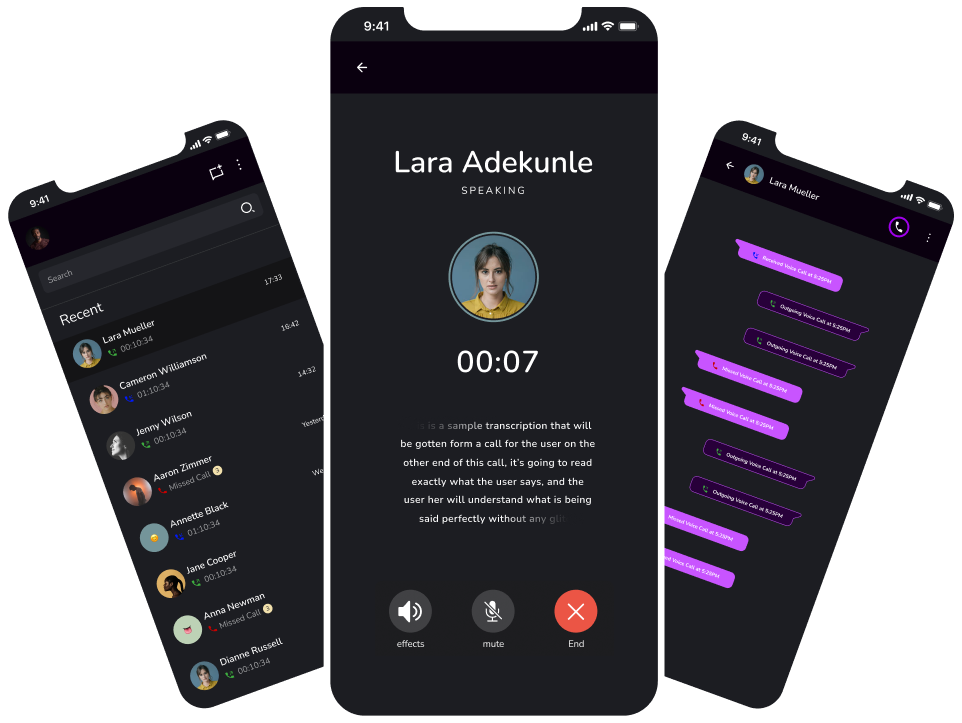 9:41
Search
Recent
Lara Mueller
17:33
00:10:34
Cameron Williamson
16:42
01:10:34
Jenny Wilson
14:32
00:10:34
Aaron Zimmer
Yester
Missed Call 3
Annette Black
We
01:10:34
Jane Cooper
00:10:34
Anna Newman
Missed Call 3
Dianne Russell
00:10:34
9:41
Lara Adekunle
SPEAKING
00:07
s is a sample transcription that will
be gotten form a call for the user on the
other end of this call, it's going to read
exactly what the user says, and the
user her will understand what is being
said perfectly without any glit
effects
mute
End
9:41
Lara Mueller
Received Voice Call at 5:25PM
Outgoing Voice Call at 5:25PM
Outgoing Voice Call at 5:25PM
Missed Voice Call at 5:25PM
Missed Voice Call at 5:25PM
Outgoing Voice Call at 5:25PM
Outgoing Voice Call at 5:25PM
Missed Voice Call at 5:25PM
ed Voice Call at 5:25PM